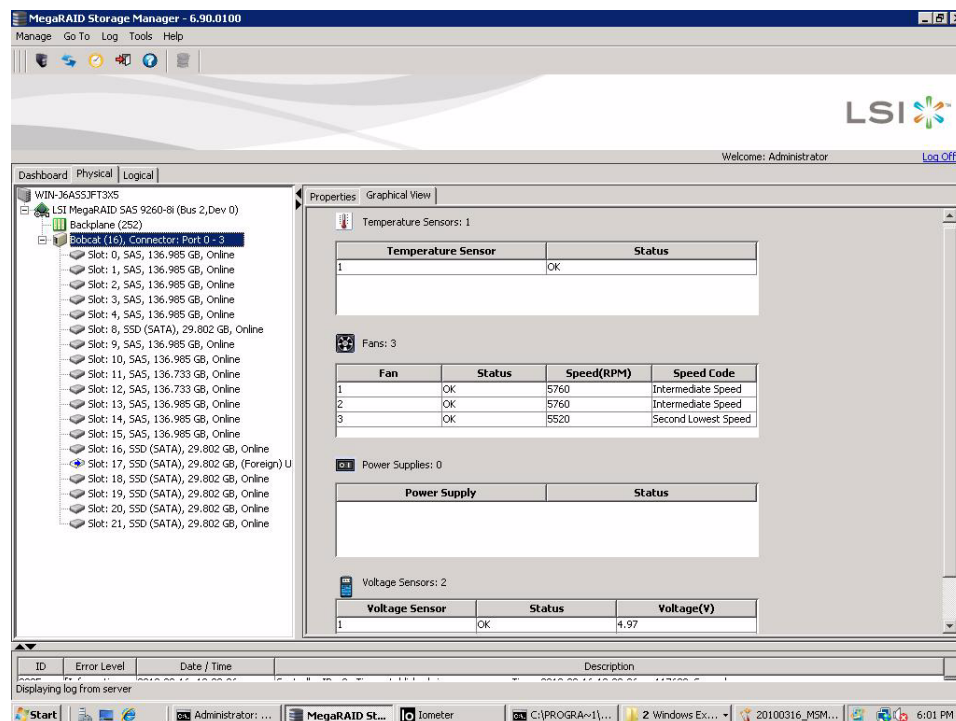 MegaRAID Storage Manager - 6.90.0100
Manage Go To Log Tools Help
LSI
Welcome: Administrator Log Off
Dashboard Physical Logical
WIN-J6ASSJFT3X5
LSI MegaRAID SAS 9260-8i (Bus 2,Dev 0)
Backplane (252)
Bobcat (16), Connector: Port 0 - 3
Slot: 0, SAS, 136.985 GB, Online
Slot: 1, SAS, 136.985 GB, Online
Slot: 2, SAS, 136.985 GB, Online
Slot: 3, SAS, 136.985 GB, Online
Slot: 4, SAS, 136.985 GB, Online
Slot: 8, SSD (SATA), 29.802 GB, Online
Slot: 9, SAS, 136.985 GB, Online
Slot: 10, SAS, 136.985 GB, Online
Slot: 11, SAS, 136.733 GB, Online
Slot: 12, SAS, 136.733 GB, Online
Slot: 13, SAS, 136.985 GB, Online
Slot: 14, SAS, 136.985 GB, Online
Slot: 15, SAS, 136.985 GB, Online
Slot: 16, SSD (SATA), 29.802 GB, Online
Slot: 17, SSD (SATA), 29.802 GB, (Foreign) U
Slot: 18, SSD (SATA), 29.802 GB, Online
Slot: 19, SSD (SATA), 29.802 GB, Online
Slot: 20, SSD (SATA), 29.802 GB, Online
Slot: 21, SSD (SATA), 29.802 GB, Online
Properties Graphical View
Temperature Sensors: 1
Temperature Sensor Status
1 OK
Fans: 3
Fan Status Speed(RPM) Speed Code
1 OK 5760 Intermediate Speed
2 OK 5760 Intermediate Speed
3 OK 5520 Second Lowest Speed
Power Supplies: 0
Power Supply Status
Voltage Sensors: 2
Voltage Sensor Status Voltage(V)
1 OK 4.97
ID Error Level Date / Time Description
Displaying log from server
Start Administrator: ... MegaRAID St... Iometer C:\PROGRA~1\... 2 Windows Ex... 20100316_MSM... 6:01 PM